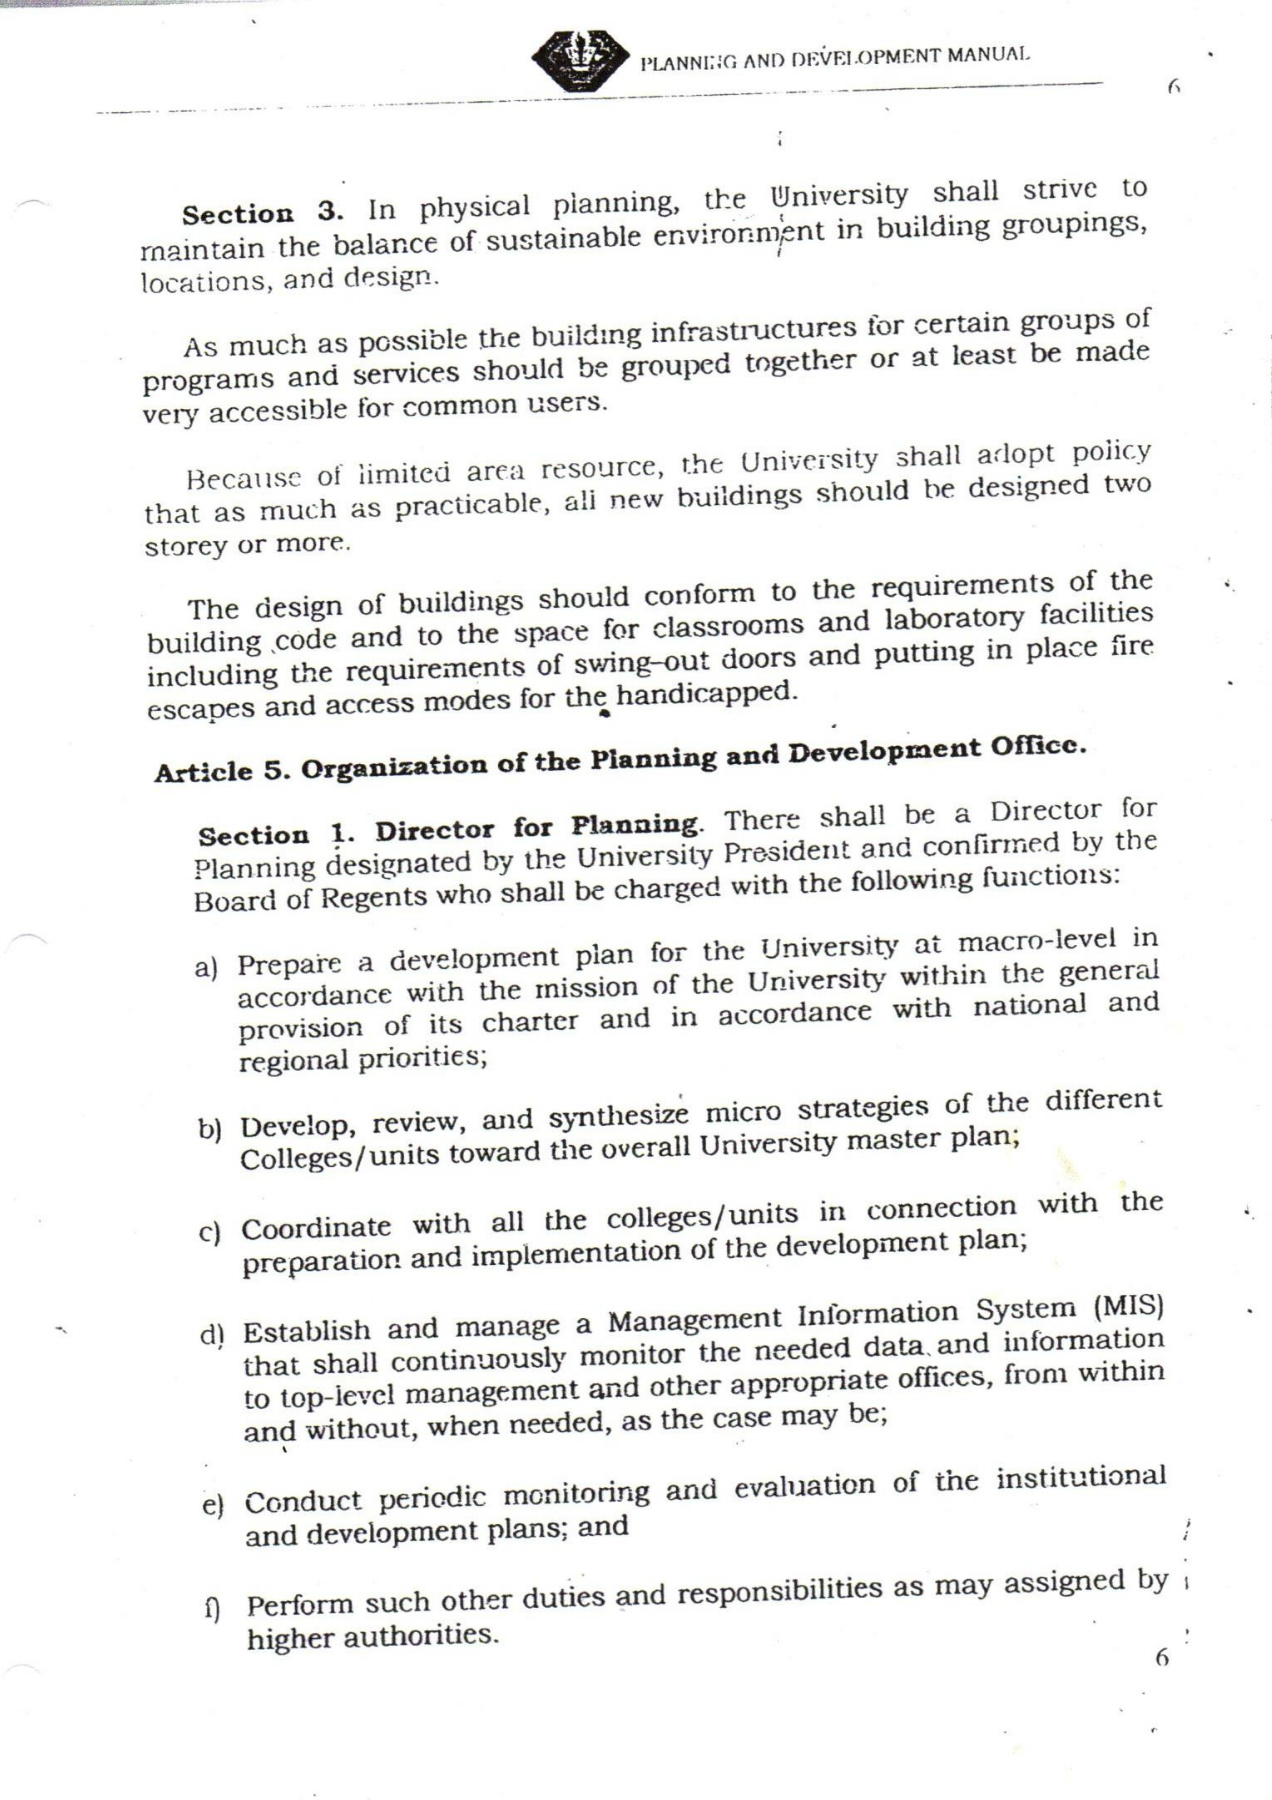 PLANNING AND DEVELOPMENT MANUAL
6
Section 3. In physical planning, the University shall strive to
maintain the balance of sustainable environment in building groupings,
locations, and design.
As much as possible the building infrastructures for certain groups of
programs and services should be grouped together or at least be made
very accessible for common users.
Because of limited area resource, the University shall adopt policy
that as much as practicable, all new buildings should be designed two
storey or more.
The design of buildings should conform to the requirements of the
building code and to the space for classrooms and laboratory facilities
including the requirements of swing-out doors and putting in place fire
escapes and access modes for the handicapped.
Article 5. Organization of the Planning and Development Office.
Section 1. Director for Planning. There shall be a Director for
Planning designated by the University President and confirmed by the
Board of Regents who shall be charged with the following functions:
a) Prepare a development plan for the University at macro-level in
accordance with the mission of the University within the general
provision of its charter and in accordance with national and
regional priorities;
b) Develop, review, and synthesize micro strategies of the different
Colleges/units toward the overall University master plan;
c) Coordinate with all the colleges/units in connection with the
preparation and implementation of the development plan;
d) Establish and manage a Management Information System (MIS)
that shall continuously monitor the needed data and information
to top-level management and other appropriate offices, from within
and without, when needed, as the case may be;
e) Conduct periodic monitoring and evaluation of the institutional
and development plans; and
f) Perform such other duties and responsibilities as may assigned by
higher authorities.
6